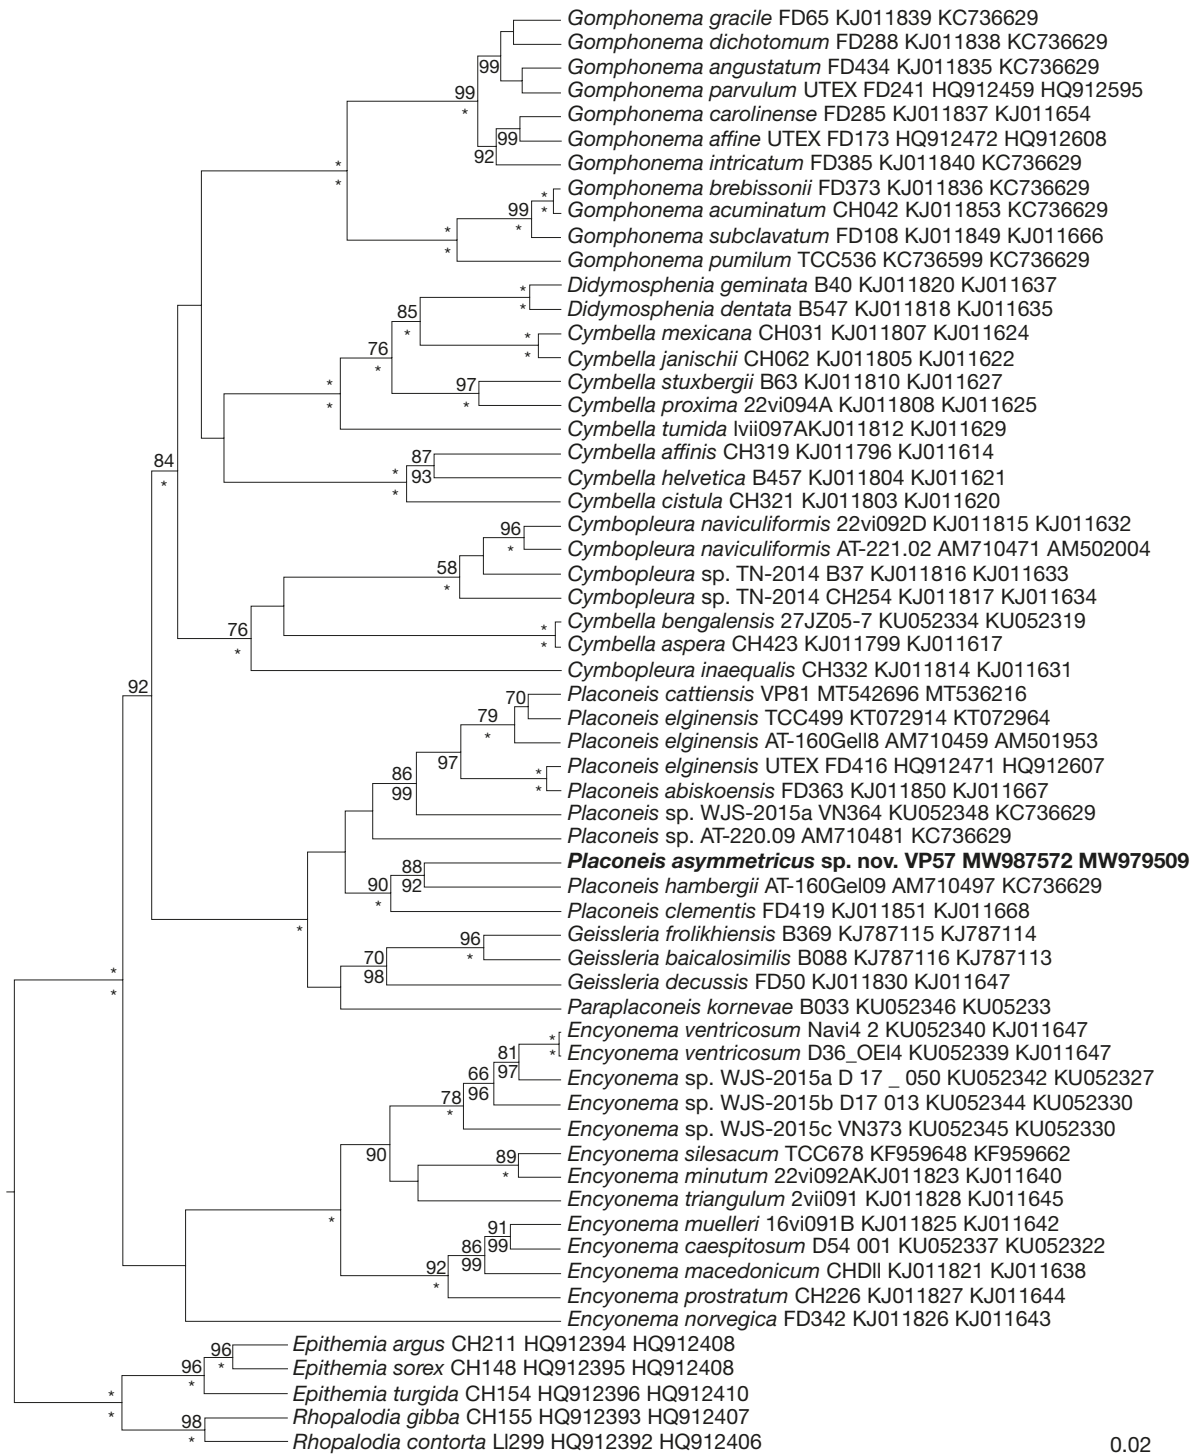 Gomphonema gracile FD65 KJ011839 KC736629
Gomphonema dichotomum FD288 KJ011838 KC736629
99
Gomphonema angustatum FD434 KJ011835 KC736629
99
*
Gomphonema parvulum UTEX FD241 HQ912459 HQ912595
Gomphonema carolinense FD285 KJ011837 KJ011654
99
Gomphonema affine UTEX FD173 HQ912472 HQ912608
92
Gomphonema intricatum FD385 KJ011840 KC736629
*
*
Gomphonema brebissonii FD373 KJ011836 KC736629
*
*
Gomphonema acuminatum CH042 KJ011853 KC736629
99
*
Gomphonema subclavatum FD108 KJ011849 KJ011666
*
*
Gomphonema pumilum TCC536 KC736599 KC736629
Didymosphenia geminata B40 KJ011820 KJ011637
*
*
Didymosphenia dentata B547 KJ011818 KJ011635
85
*
Cymbella mexicana CH031 KJ011807 KJ011624
*
*
Cymbella janischii CH062 KJ011805 KJ011622
76
*
Cymbella stuxbergii B63 KJ011810 KJ011627
97
*
Cymbella proxima 22vi094A KJ011808 KJ011625
*
*
Cymbella tumida lvii097AKJ011812 KJ011629
Cymbella affinis CH319 KJ011796 KJ011614
87
93
Cymbella helvetica B457 KJ011804 KJ011621
*
*
Cymbella cistula CH321 KJ011803 KJ011620
84
*
Cymbopleura naviculiformis 22vi092D KJ011815 KJ011632
96
*
Cymbopleura naviculiformis AT-221.02 AM710471 AM502004
58
*
Cymbopleura sp. TN-2014 B37 KJ011816 KJ011633
Cymbopleura sp. TN-2014 CH254 KJ011817 KJ011634
Cymbella bengalensis 27JZ05-7 KU052334 KU052319
*
*
Cymbella aspera CH423 KJ011799 KJ011617
76
*
Cymbopleura inaequalis CH332 KJ011814 KJ011631
92
Placoneis cattiensis VP81 MT542696 MT536216
70
Placoneis elginensis TCC499 KT072914 KT072964
79
*
Placoneis elginensis AT-160Gell8 AM710459 AM501953
97
Placoneis elginensis UTEX FD416 HQ912471 HQ912607
*
*
Placoneis abiskoensis FD363 KJ011850 KJ011667
86
99
Placoneis sp. WJS-2015a VN364 KU052348 KC736629
Placoneis sp. AT-220.09 AM710481 KC736629
Placoneis asymmetricus sp. nov. VP57 MW987572 MW979509
88
92
Placoneis hambergii AT-160Gel09 AM710497 KC736629
90
*
Placoneis clementis FD419 KJ011851 KJ011668
*
Geissleria frolikhiensis B369 KJ787115 KJ787114
96
*
Geissleria baicalosimilis B088 KJ787116 KJ787113
70
98
Geissleria decussis FD50 KJ011830 KJ011647
*
*
Paraplaconeis kornevae B033 KU052346 KU05233
Encyonema ventricosum Navi4 2 KU052340 KJ011647
*
*
Encyonema ventricosum D36_OEI4 KU052339 KJ011647
81
97
Encyonema sp. WJS-2015a D 17 _ 050 KU052342 KU052327
66
96
Encyonema sp. WJS-2015b D17 013 KU052344 KU052330
78
*
Encyonema sp. WJS-2015c VN373 KU052345 KU052330
90
Encyonema silesacum TCC678 KF959648 KF959662
89
*
Encyonema minutum 22vi092AKJ011823 KJ011640
Encyonema triangulum 2vii091 KJ011828 KJ011645
*
Encyonema muelleri 16vi091B KJ011825 KJ011642
91
99
Encyonema caespitosum D54 001 KU052337 KU052322
86
99
Encyonema macedonicum CHDII KJ011821 KJ011638
92
*
Encyonema prostratum CH226 KJ011827 KJ011644
Encyonema norvegica FD342 KJ011826 KJ011643
Epithemia argus CH211 HQ912394 HQ912408
96
*
Epithemia sorex CH148 HQ912395 HQ912408
96
*
Epithemia turgida CH154 HQ912396 HQ912410
*
*
Rhopalodia gibba CH155 HQ912393 HQ912407
98
*
Rhopalodia contorta LI299 HQ912392 HQ912406
0.02